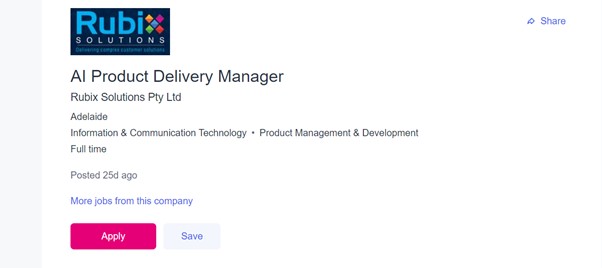 Rubix
SOLUTIONS
Delivering complex customer solutions
Share
AI Product Delivery Manager
Rubix Solutions Pty Ltd
Adelaide
Information & Communication Technology • Product Management & Development
Full time
Posted 25d ago
More jobs from this company
Apply
Save